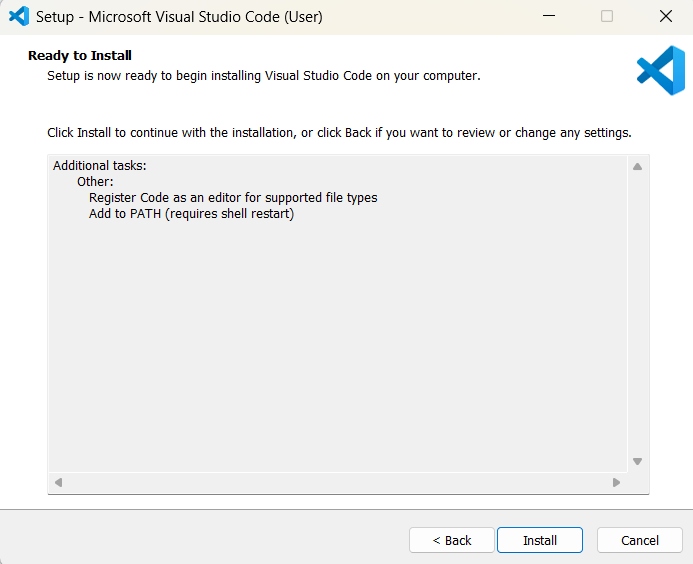 Setup - Microsoft Visual Studio Code (User)
Ready to Install
Setup is now ready to begin installing Visual Studio Code on your computer.
Click Install to continue with the installation, or click Back if you want to review or change any settings.
Additional tasks:
Other:
Register Code as an editor for supported file types
Add to PATH (requires shell restart)
< Back
Install
Cancel